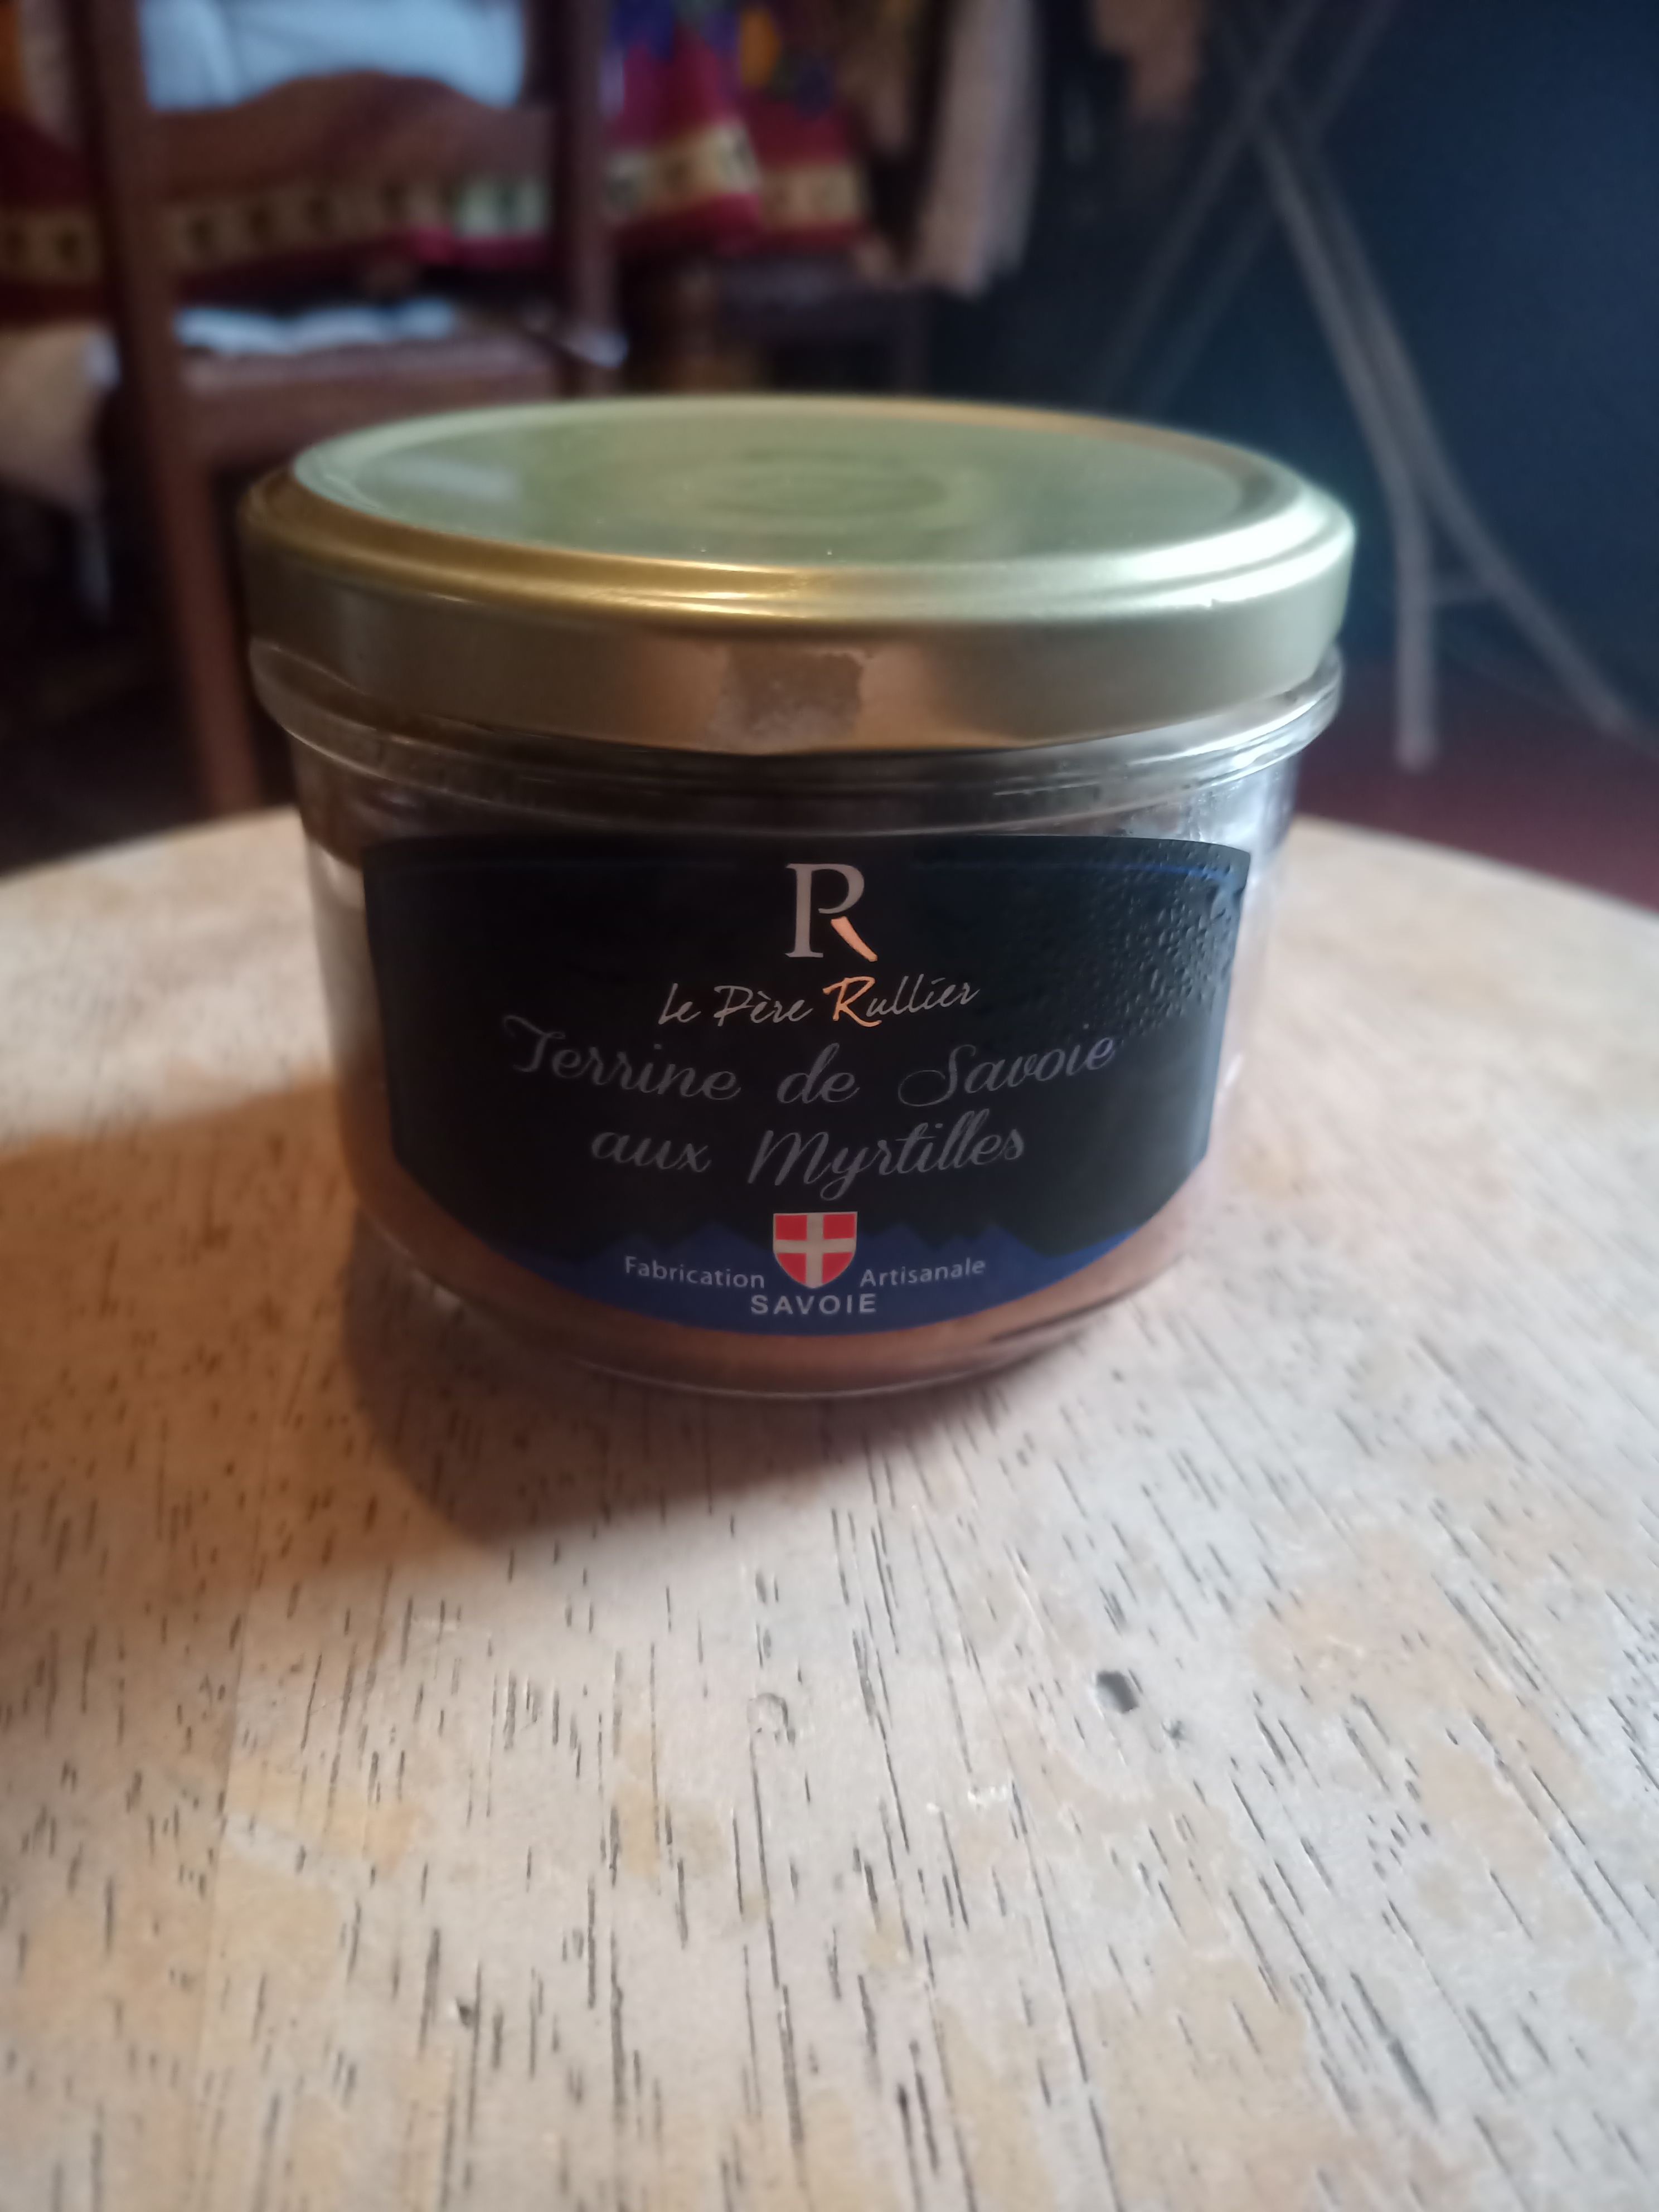 R
Le Père Rullier
Terrine de Savoie
aux Myrtilles
Fabrication Artisanale
SAVOIE